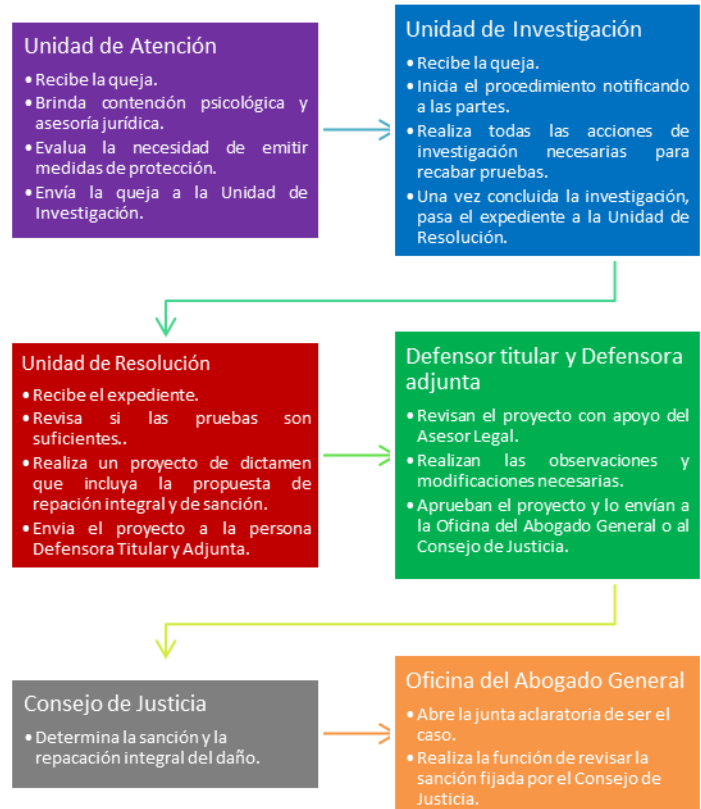 Unidad de Atención
• Recibe la queja.
• Brinda contención psicológica y
asesoría jurídica.
• Evalua la necesidad de emitir
medidas de protección.
• Envía la queja a la Unidad de
Investigación.
Unidad de Investigación
• Recibe la queja.
• Inicia el procedimiento notificando
a las partes.
• Realiza todas las acciones de
investigación necesarias para
recabar pruebas.
• Una vez concluida la investigación,
pasa el expediente a la Unidad de
Resolución.
Unidad de Resolución
• Recibe el expediente.
• Revisa si las pruebas son
suficientes..
• Realiza un proyecto de dictamen
que incluya la propuesta de
repación integral y de sanción.
• Envia el proyecto a la persona
Defensora Titular y Adjunta.
Defensor titular y Defensora
adjunta
• Revisan el proyecto con apoyo del
Asesor Legal.
• Realizan las observaciones y
modificaciones necesarias.
• Aprueban el proyecto y lo envían a
la Oficina del Abogado General o al
Consejo de Justicia.
Consejo de Justicia
• Determina la sanción y la
repacación integral del daño.
Oficina del Abogado General
• Abre la junta aclaratoria de ser el
caso.
• Realiza la función de revisar la
sanción fijada por el Consejo de
Justicia.